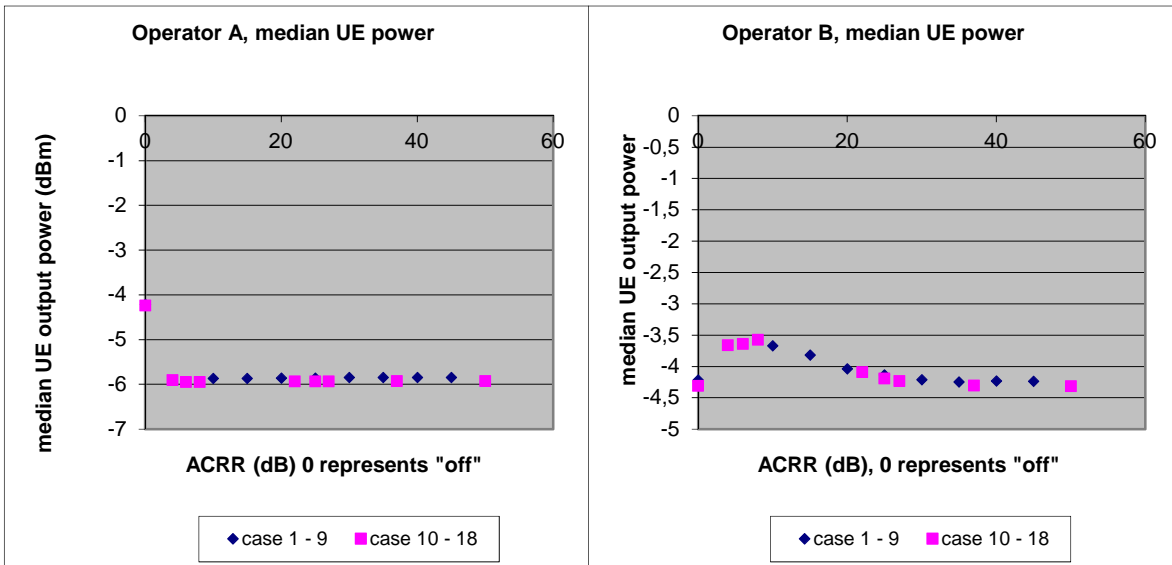 Operator A, median UE power
0
-1
-2
-3
-4
-5
-6
-7
0 20 40 60
median UE output power (dBm)
ACRR (dB) 0 represents "off"
case 1 - 9 case 10 - 18
Operator B, median UE power
0
-0,5
-1
-1,5
-2
-2,5
-3
-3,5
-4
-4,5
-5
0 20 40 60
median UE output power
ACRR (dB), 0 represents "off"
case 1 - 9 case 10 - 18